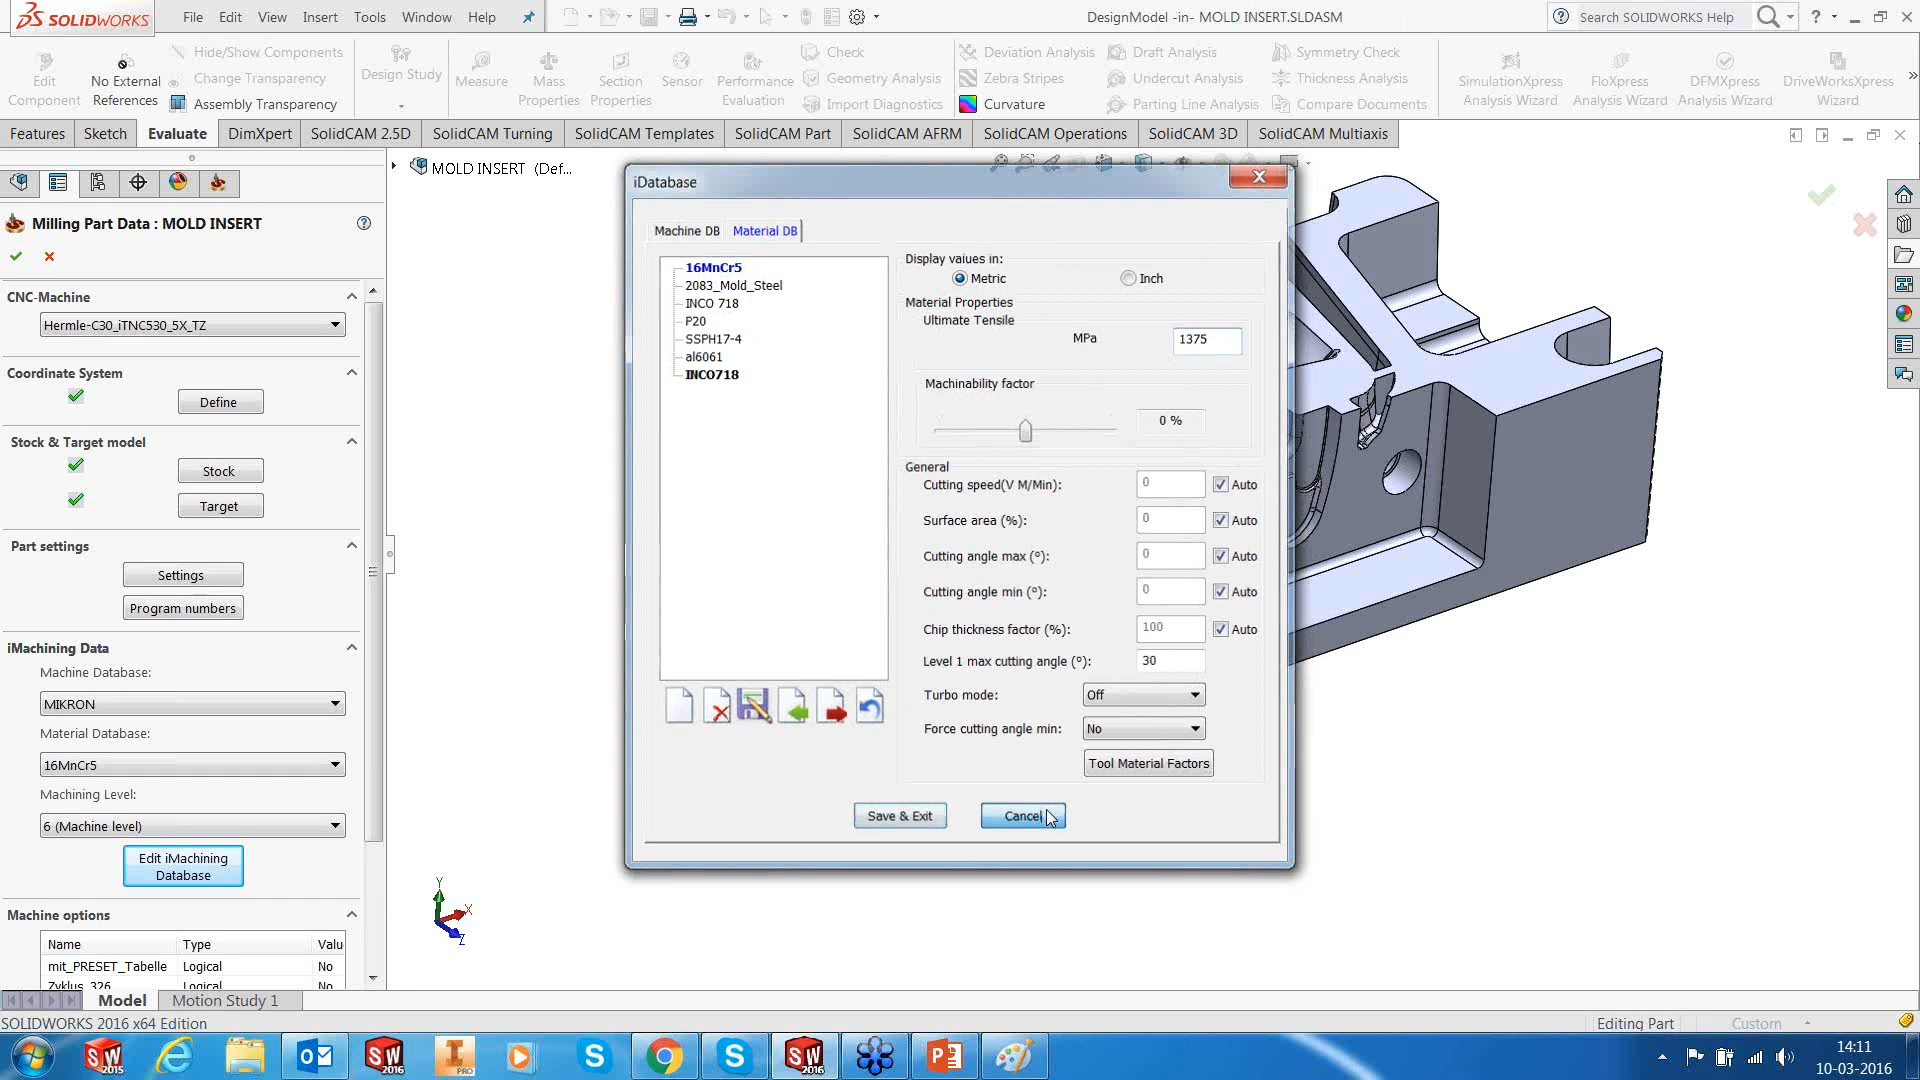 SOLIDWORKS File Edit View Insert Tools Window Help DesignModel -in- MOLD INSERT.SLDASM Search SOLIDWORKS Help ?
Edit Component
No External References
Hide/Show Components
Change Transparency
Assembly Transparency
Design Study
Measure
Mass Properties
Section Properties
Sensor
Performance Evaluation
Check
Geometry Analysis
Import Diagnostics
Deviation Analysis
Zebra Stripes
Curvature
Draft Analysis
Undercut Analysis
Parting Line Analysis
Symmetry Check
Thickness Analysis
Compare Documents
SimulationXpress Analysis Wizard
FloXpress Analysis Wizard
DFMXpress Analysis Wizard
DriveWorksXpress Wizard
Features Sketch Evaluate DimXpert SolidCAM 2.5D SolidCAM Turning SolidCAM Templates SolidCAM Part SolidCAM AFRM SolidCAM Operations SolidCAM 3D SolidCAM Multiaxis
MOLD INSERT (Def...
Milling Part Data : MOLD INSERT
CNC-Machine
Hermle-C30_iTNC530_5X_TZ
Coordinate System
Define
Stock & Target model
Stock
Target
Part settings
Settings
Program numbers
iMachining Data
Machine Database:
MIKRON
Material Database:
16MnCr5
Machining Level:
6 (Machine level)
Edit iMachining
Database
Machine options
Name Type Valu
mit_PRESET_Tabelle Logical No
Zyklus_326 Logical No
iDatabase
Machine DB Material DB
16MnCr5
2083_Mold_Steel
INCO 718
P20
SSPH17-4
al6061
INCO718
Display values in:
Metric Inch
Material Properties
Ultimate Tensile
MPa 1375
Machinability factor
0 %
General
Cutting speed(V M/Min): 0 Auto
Surface area (%): 0 Auto
Cutting angle max (º): 0 Auto
Cutting angle min (º): 0 Auto
Chip thickness factor (%): 100 Auto
Level 1 max cutting angle (º): 30
Turbo mode: Off
Force cutting angle min: No
Tool Material Factors
Save & Exit Cancel
Y
X
Z
Model Motion Study 1
SOLIDWORKS 2016 x64 Edition Editing Part Custom
SW 2015
SW 2016
PRO
SW 2016
14:11
10-03-2016